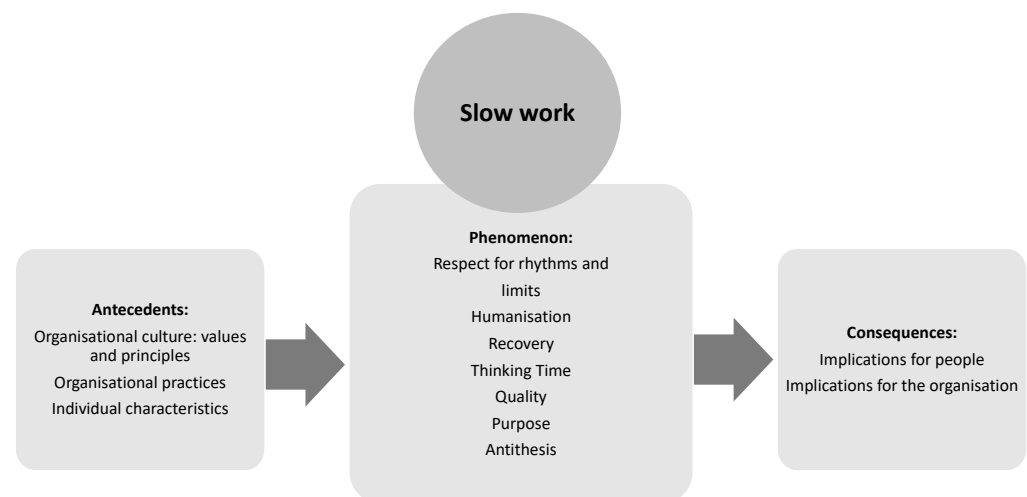 Slow work
Antecedents:
Organisational culture: values
and principles
Organisational practices
Individual characteristics
Phenomenon:
Respect for rhythms and
limits
Humanisation
Recovery
Thinking Time
Quality
Purpose
Antithesis
Consequences:
Implications for people
Implications for the organisation